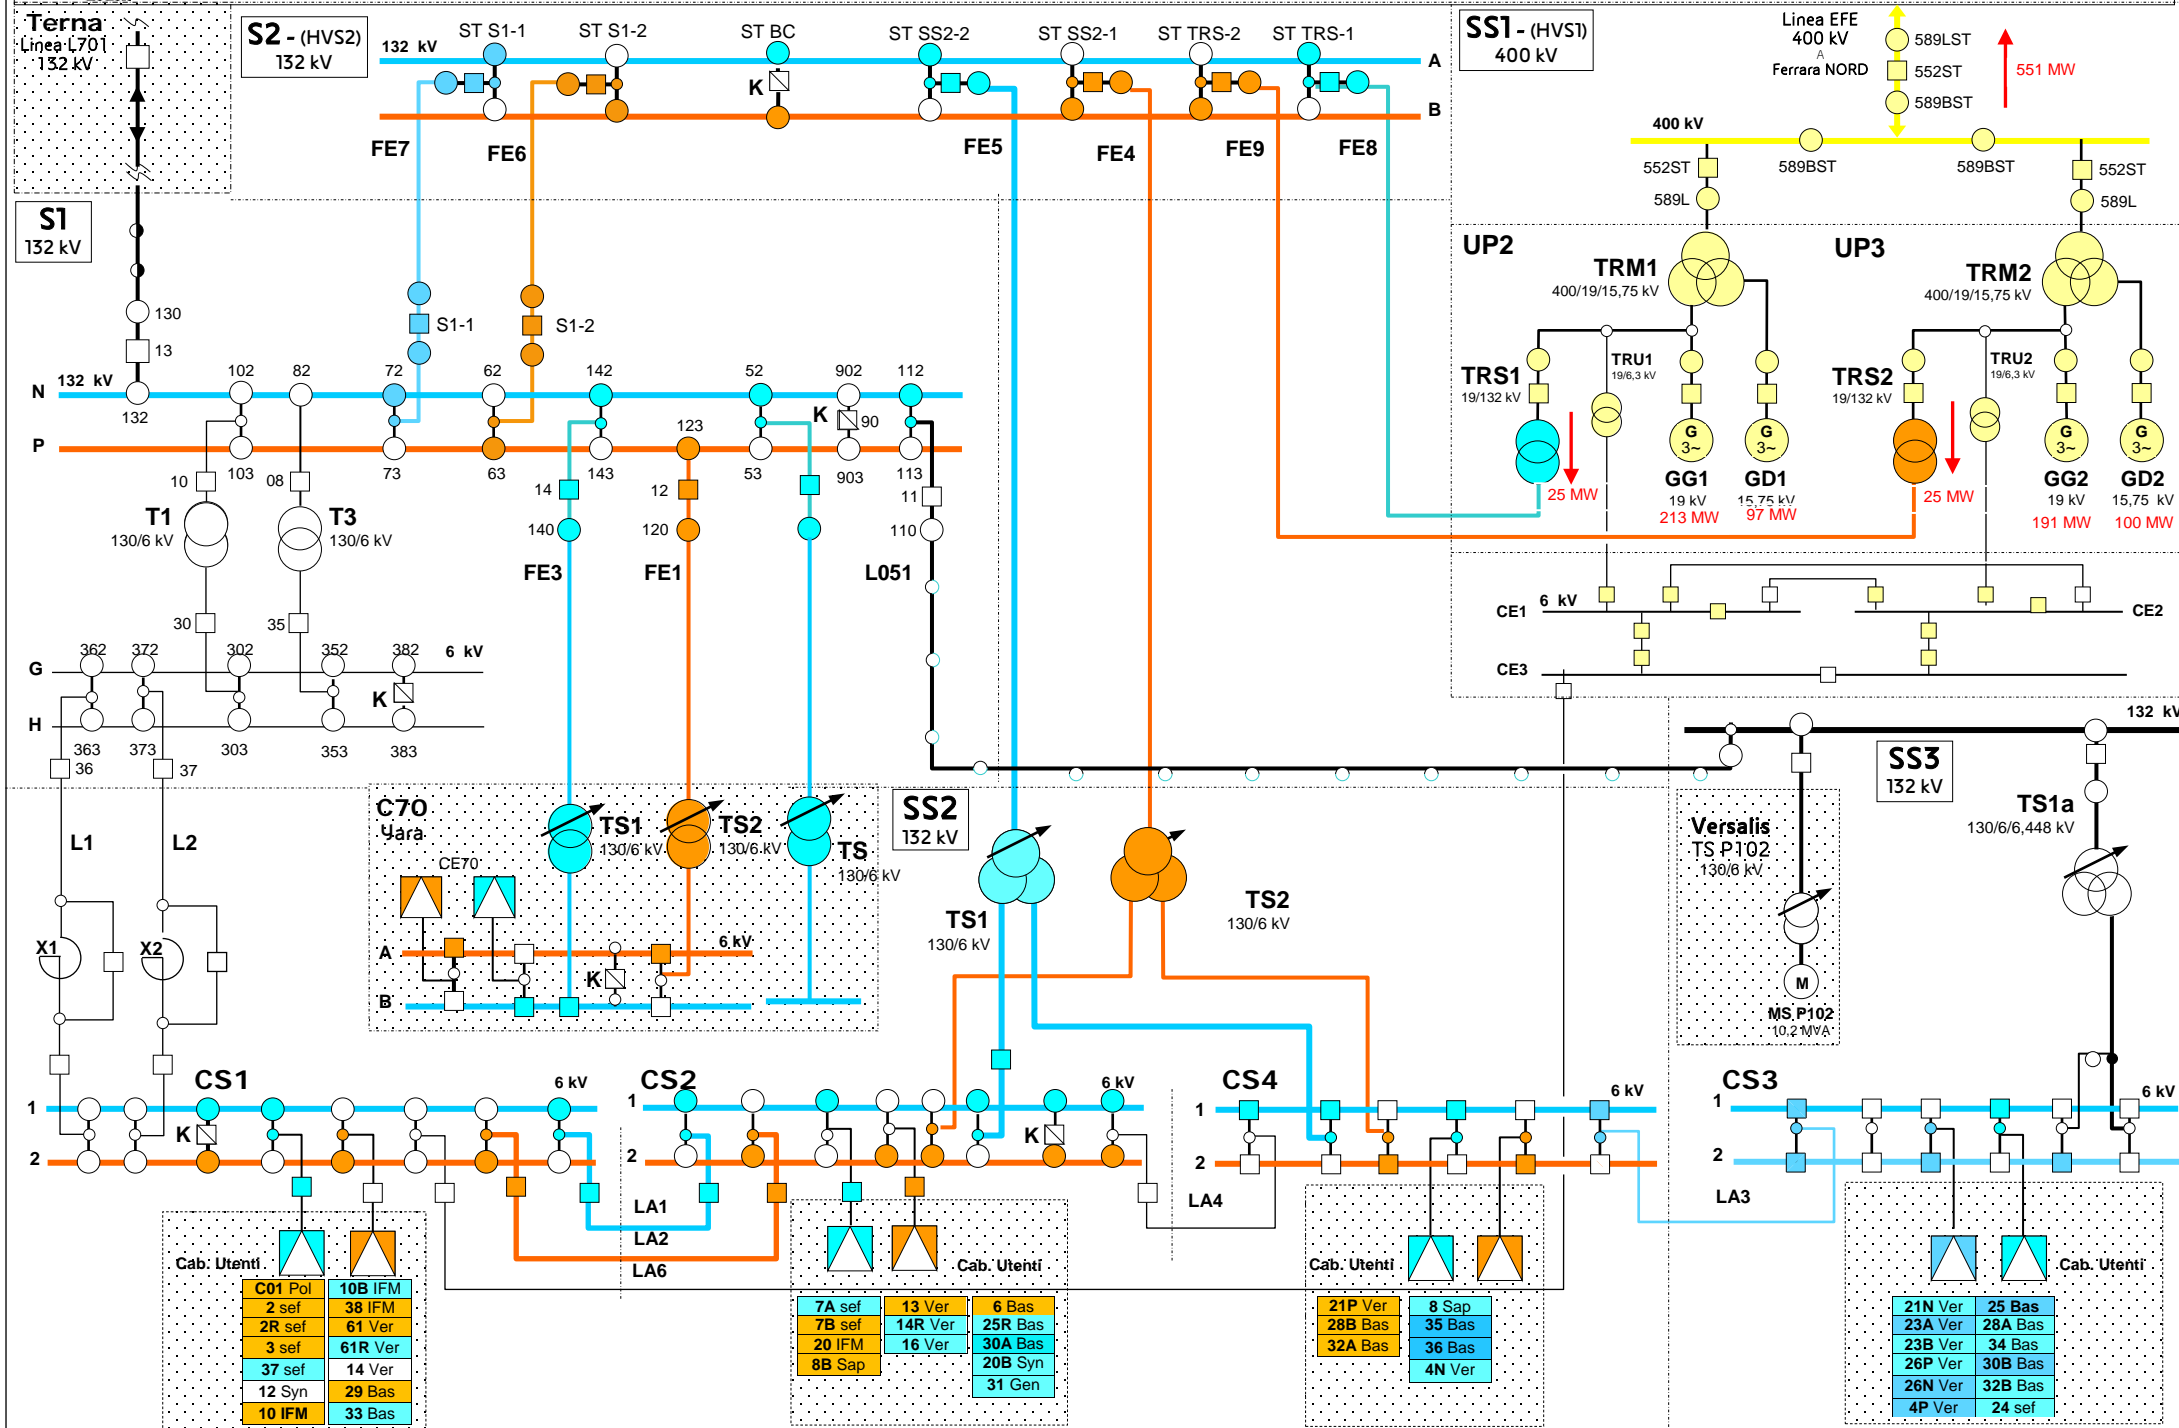 Terna
Linea L701
132 kV
S2 - (HVS2)
132 kV
132 kV
ST S1-1
ST S1-2
ST BC
ST SS2-2
ST SS2-1
ST TRS-2
ST TRS-1
A
B
K
FE7
FE6
FE5
FE4
FE9
FE8
SS1 - (HVS1)
400 kV
Linea EFE
400 kV
A
Ferrara NORD
589LST
552ST
589BST
551 MW
400 kV
552ST
589L
589BST
589BST
552ST
589L
S1
132 kV
130
13
S1-1
S1-2
N
132 kV
132
102
82
72
62
142
52
902
112
K
90
P
103
73
63
143
123
53
903
113
10
08
14
12
11
T1
130/6 kV
T3
130/6 kV
140
120
110
FE3
FE1
L051
30
35
362
372
302
352
382
6 kV
G
K
H
363
373
303
353
383
36
37
UP2
TRM1
400/19/15,75 kV
TRS1
19/132 kV
TRU1
19/6,3 kV
25 MW
G
3~
GG1
19 kV
213 MW
G
3~
GD1
15,75 kV
97 MW
UP3
TRM2
400/19/15,75 kV
TRS2
19/132 kV
TRU2
19/6,3 kV
25 MW
G
3~
GG2
19 kV
191 MW
G
3~
GD2
15,75 kV
100 MW
CE1
6 kV
CE2
CE3
132 kV
SS3
132 kV
TS1a
130/6/6,448 kV
Versalis
TS P102
130/6 kV
M
MS P102
10,2 MVA
L1
L2
X1
X2
C70
Yara
CE70
TS1
130/6 kV
TS2
130/6 kV
TS
130/6 kV
A
6 kV
K
B
SS2
132 kV
TS1
130/6 kV
TS2
130/6 kV
CS1
6 kV
1
K
2
CS2
6 kV
1
K
2
CS4
6 kV
1
2
CS3
6 kV
1
2
LA1
LA2
LA6
LA4
LA3
Cab. Utenti
C01 Pol
2 sef
2R sef
3 sef
37 sef
12 Syn
10 IFM
10B IFM
38 IFM
61 Ver
61R Ver
14 Ver
29 Bas
33 Bas
Cab. Utenti
7A sef
7B sef
20 IFM
8B Sap
13 Ver
14R Ver
16 Ver
6 Bas
25R Bas
30A Bas
20B Syn
31 Gen
Cab. Utenti
21P Ver
28B Bas
32A Bas
8 Sap
35 Bas
36 Bas
4N Ver
Cab. Utenti
21N Ver
23A Ver
23B Ver
26P Ver
26N Ver
4P Ver
25 Bas
28A Bas
34 Bas
30B Bas
32B Bas
24 sef